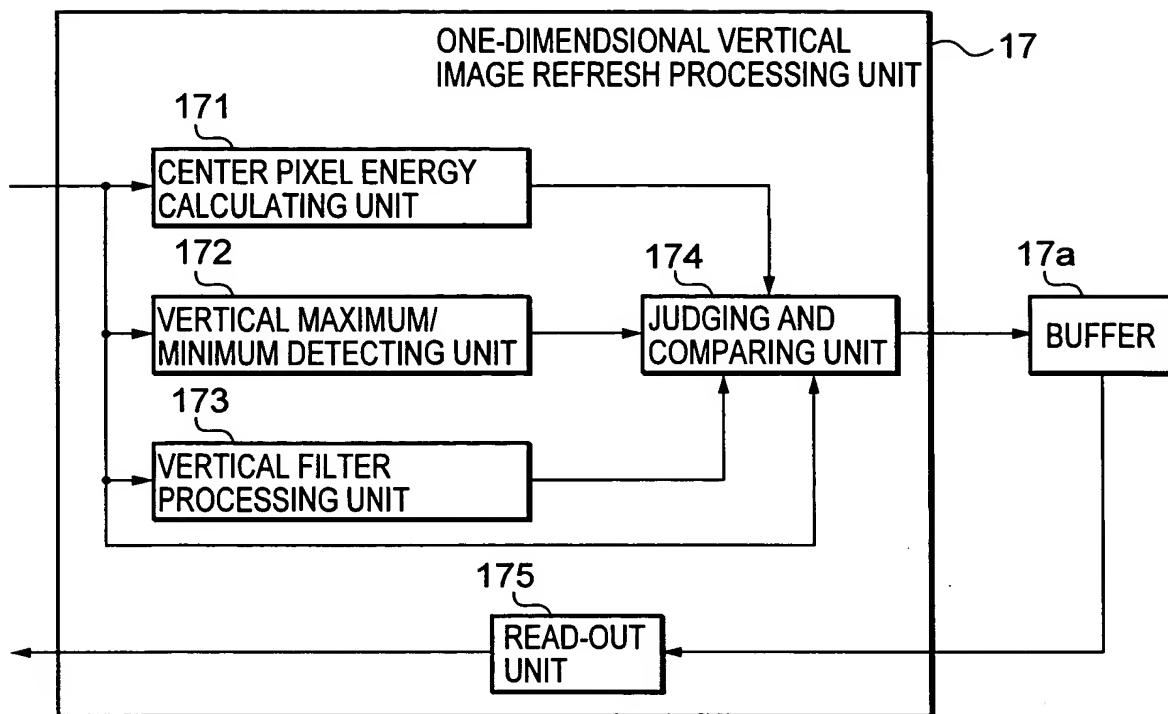 ONE-DIMENDSIONAL VERTICAL
IMAGE REFRESH PROCESSING UNIT
17
171
CENTER PIXEL ENERGY
CALCULATING UNIT
172
VERTICAL MAXIMUM/
MINIMUM DETECTING UNIT
174
JUDGING AND
COMPARING UNIT
17a
BUFFER
173
VERTICAL FILTER
PROCESSING UNIT
175
READ-OUT
UNIT